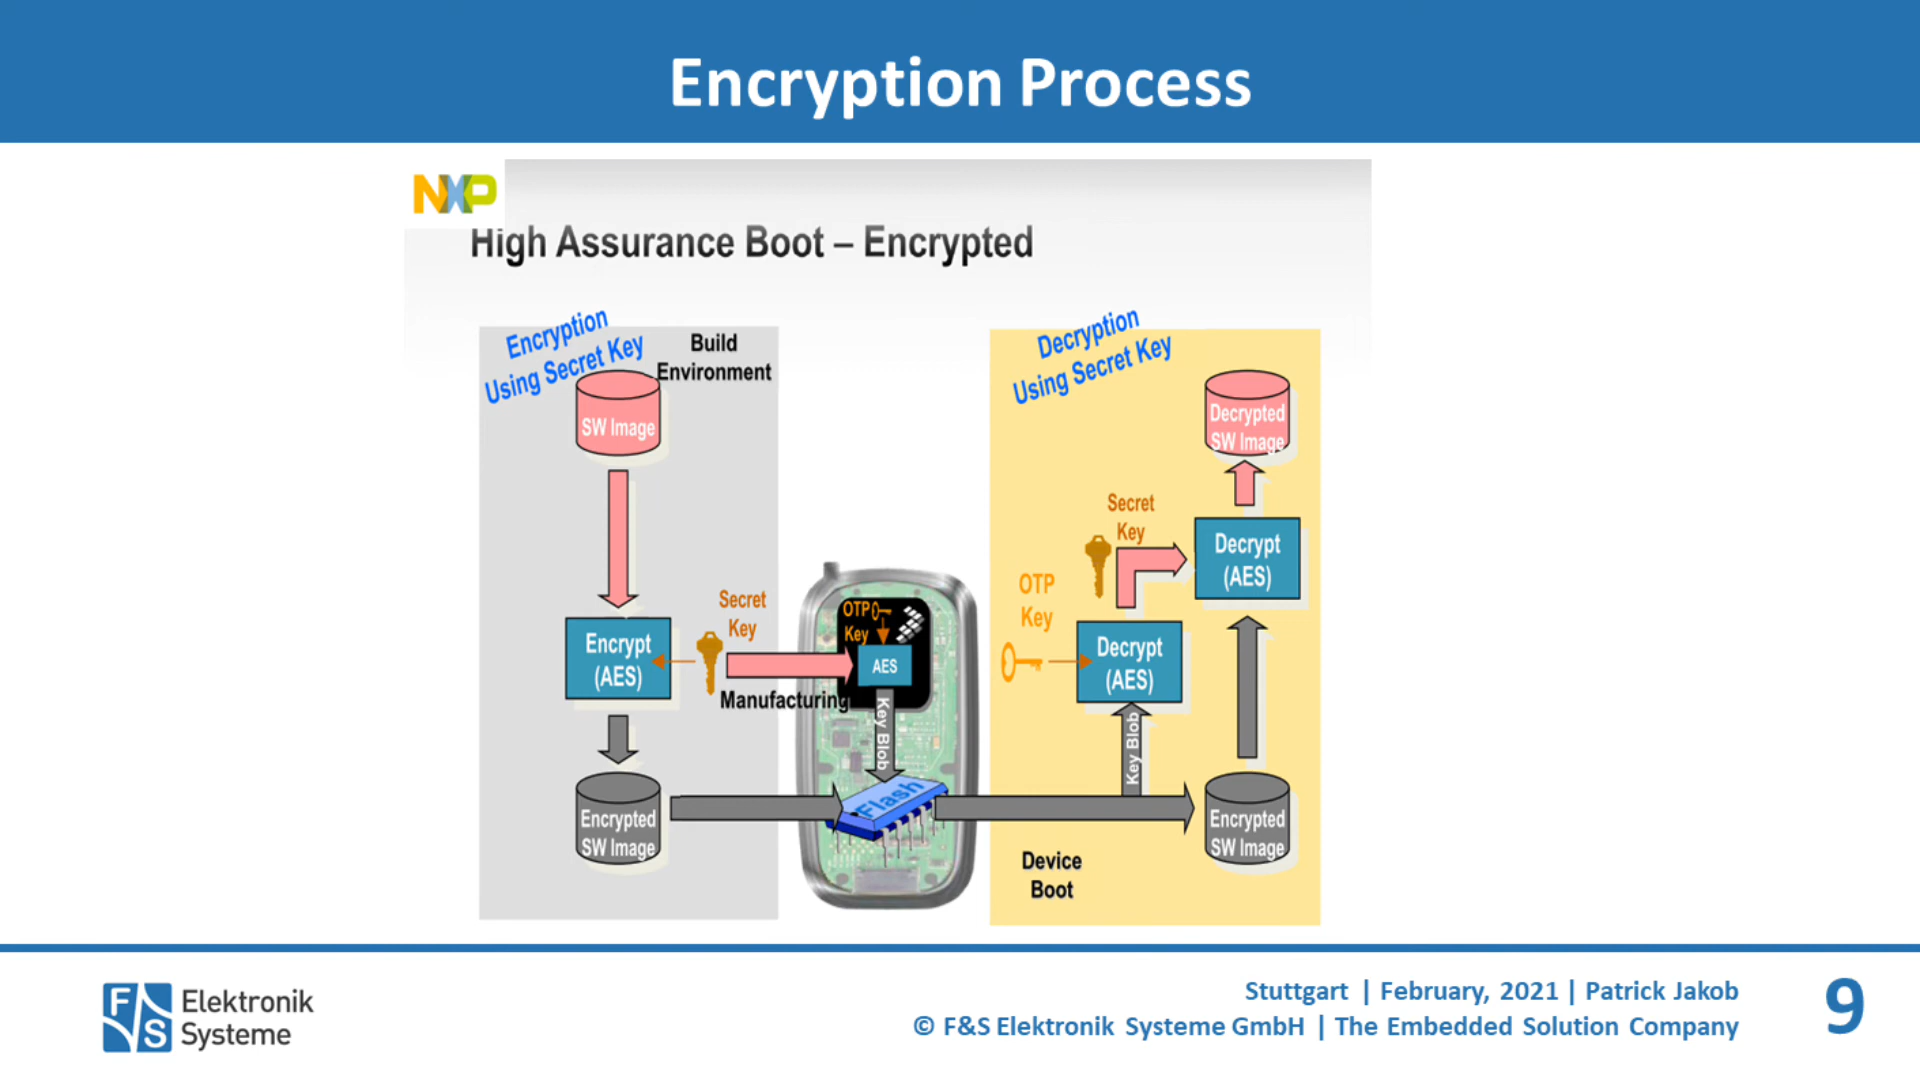 Encryption Process
NXP
High Assurance Boot – Encrypted
Encryption
Using Secret Key
Build
Environment
SW Image
Encrypt
(AES)
Secret
Key
Manufacturing
Encrypted
SW Image
OTP
Key
AES
Key Blob
Flash
Decryption
Using Secret Key
Decrypted
SW Image
Secret
Key
Decrypt
(AES)
OTP
Key
Decrypt
(AES)
Key Blob
Encrypted
SW Image
Device
Boot
F&S Elektronik
Systeme
Stuttgart | February, 2021 | Patrick Jakob
© F&S Elektronik Systeme GmbH | The Embedded Solution Company
9